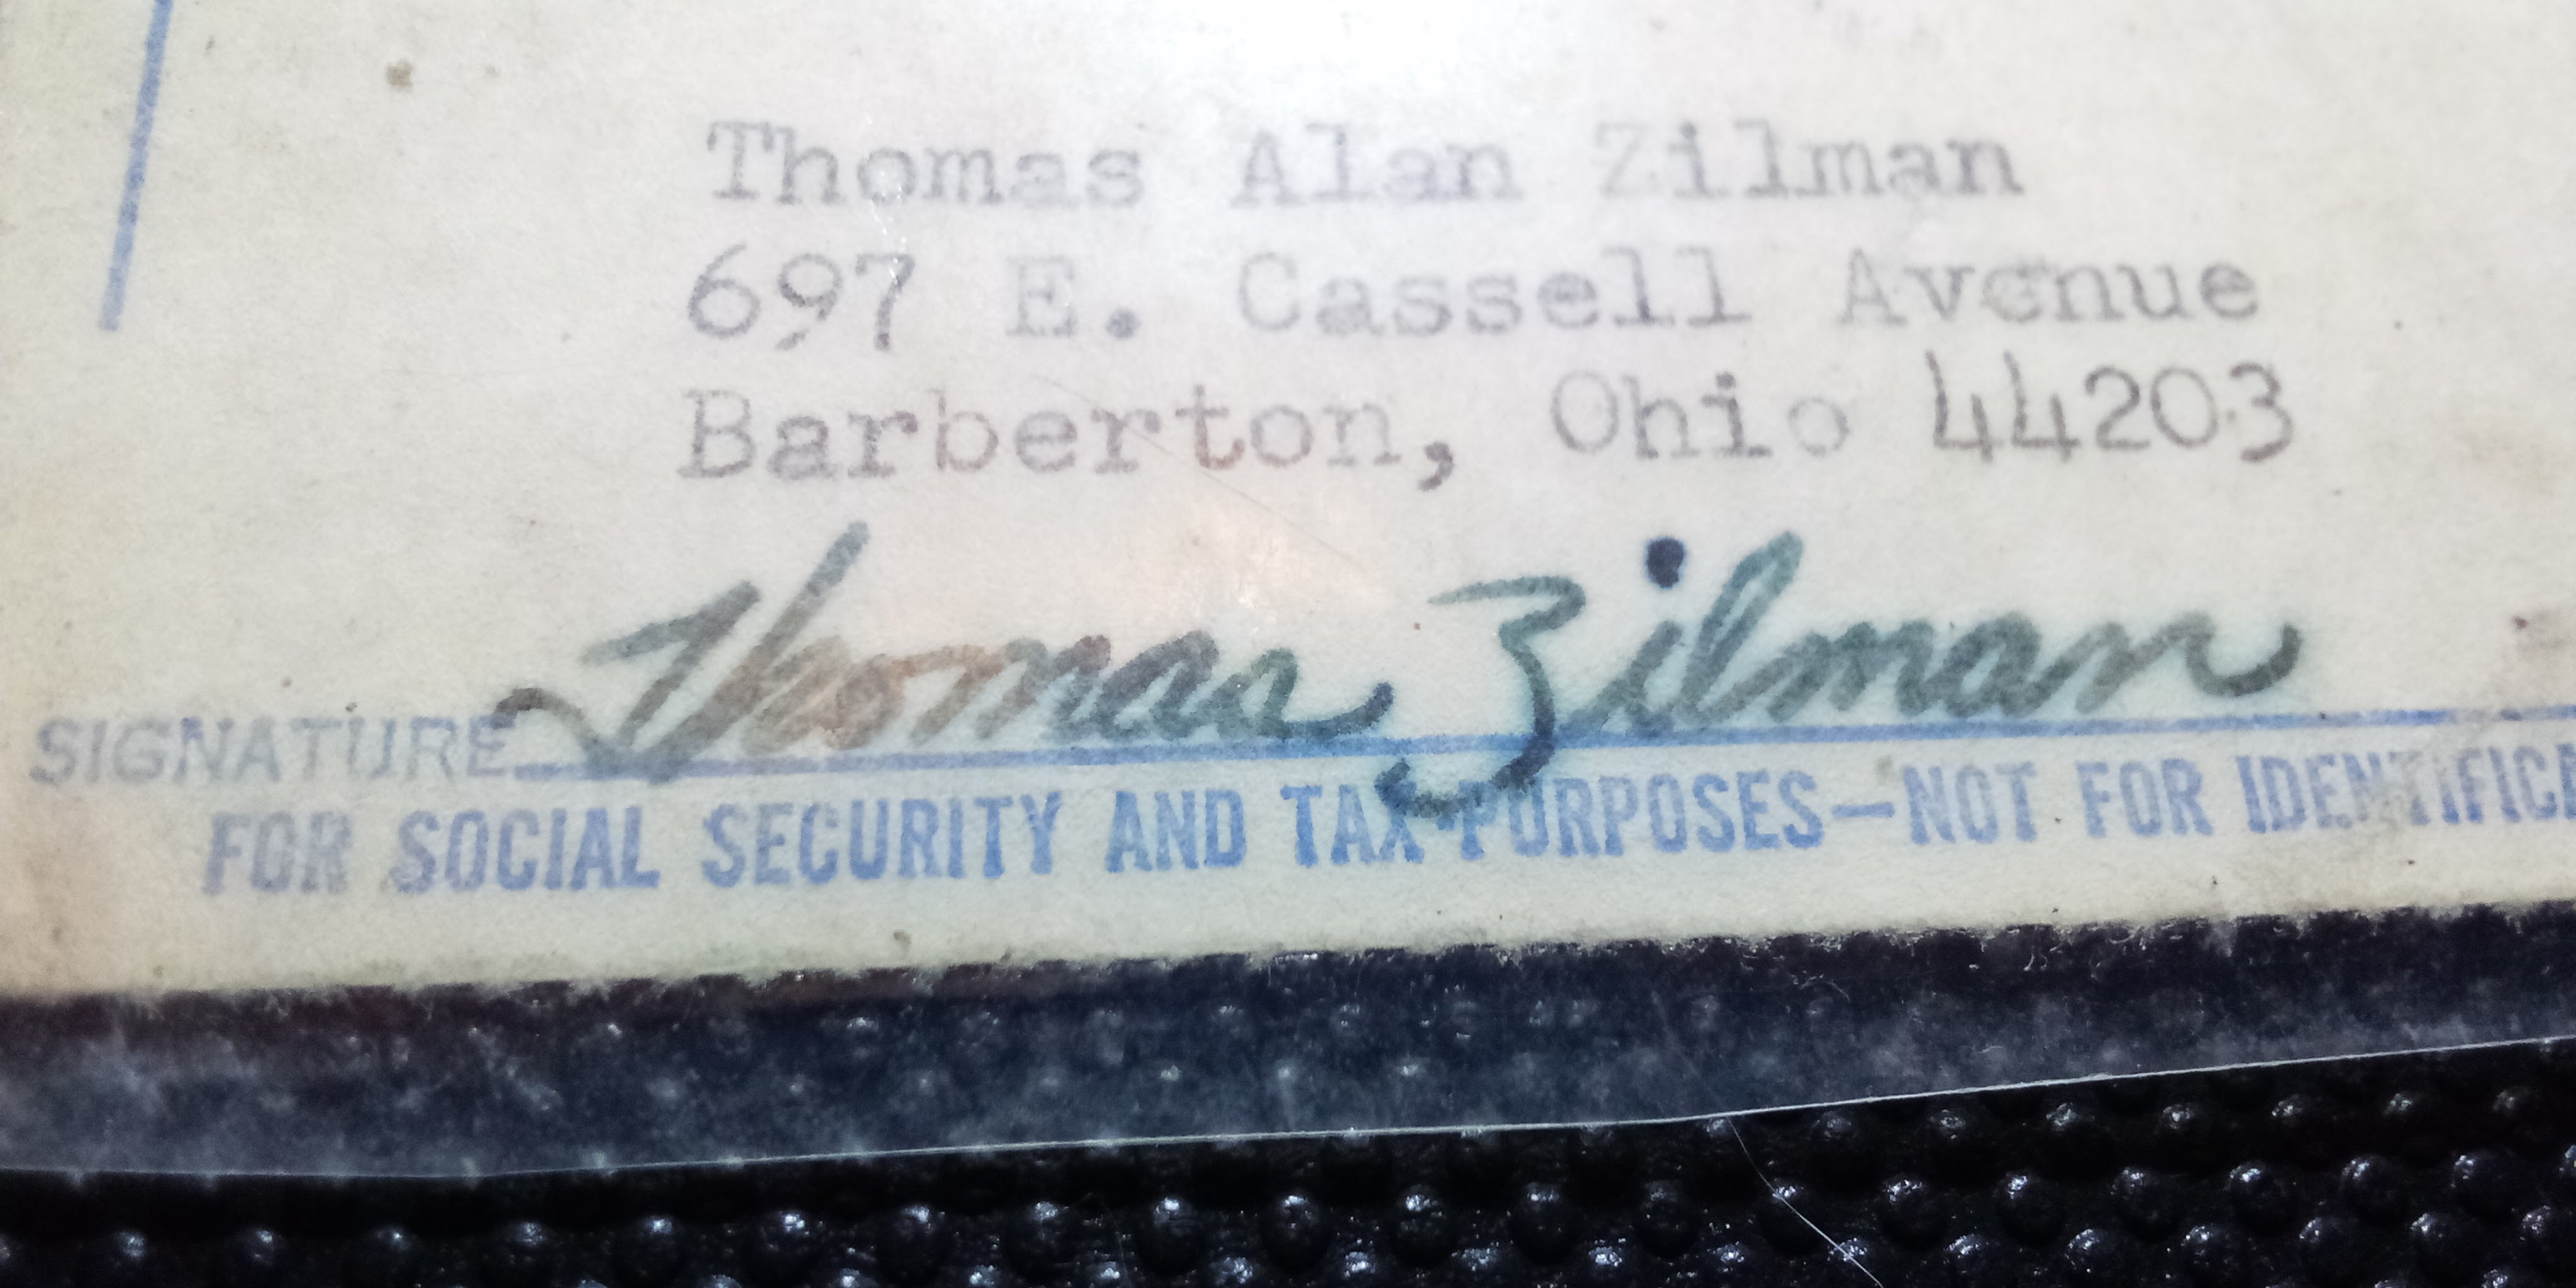 Thomas Alan Zilman
697 E. Cassell Avenue
Barberton, Ohio 44203
SIGNATURE Thomas Zilman
FOR SOCIAL SECURITY AND TAX PURPOSES—NOT FOR IDENTIFICA